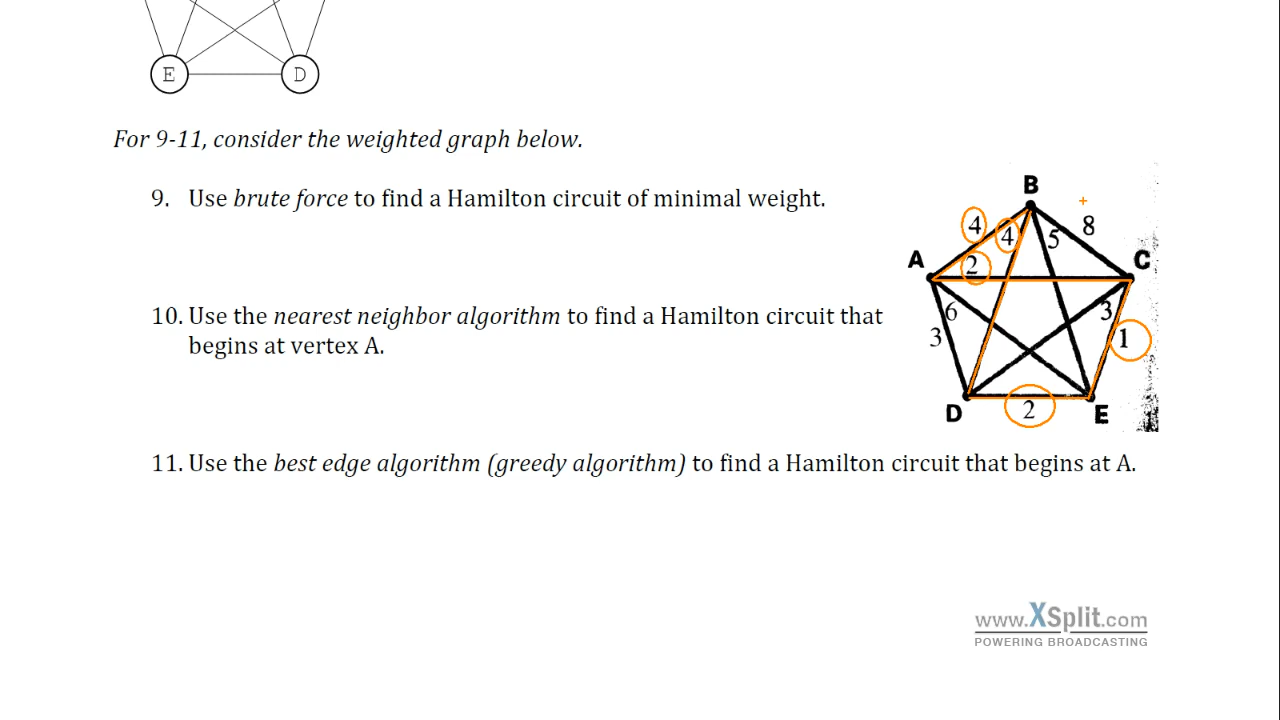 E D
For 9-11, consider the weighted graph below.
9. Use brute force to find a Hamilton circuit of minimal weight.
10. Use the nearest neighbor algorithm to find a Hamilton circuit that
begins at vertex A.
11. Use the best edge algorithm (greedy algorithm) to find a Hamilton circuit that begins at A.
B
4 4 5 8
A 2 C
6 3
3 1
D 2 E
www.XSplit.com
POWERING BROADCASTING